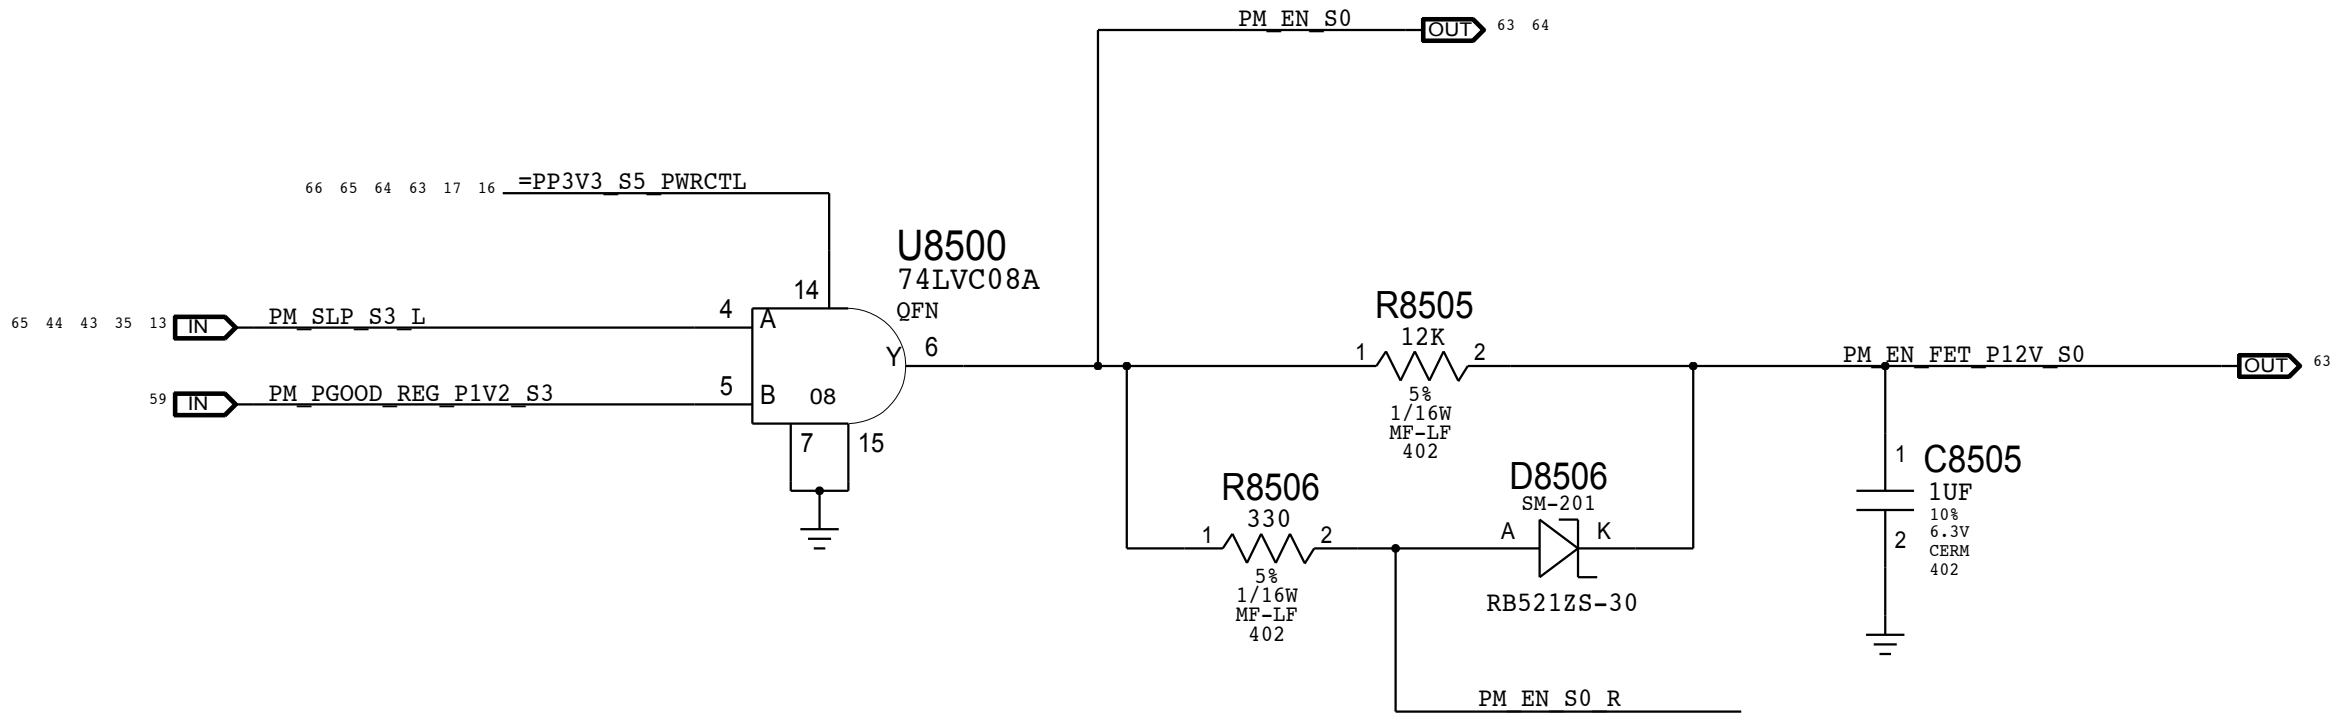 PM_EN_S0 OUT 63 64
66 65 64 63 17 16 =PP3V3_S5_PWRCTL
U8500
74LVC08A
QFN
14
65 44 43 35 13 IN PM_SLP_S3_L 4 A
Y 6
59 IN PM_PGOOD_REG_P1V2_S3 5 B 08
7 15
R8505
12K
1 2
5%
1/16W
MF-LF
402
PM_EN_FET_P12V_S0 OUT 63
R8506
330
1 2
5%
1/16W
MF-LF
402
D8506
SM-201
A K
RB521ZS-30
1 C8505
1UF
10%
6.3V
2 CERM
402
PM_EN_S0_R